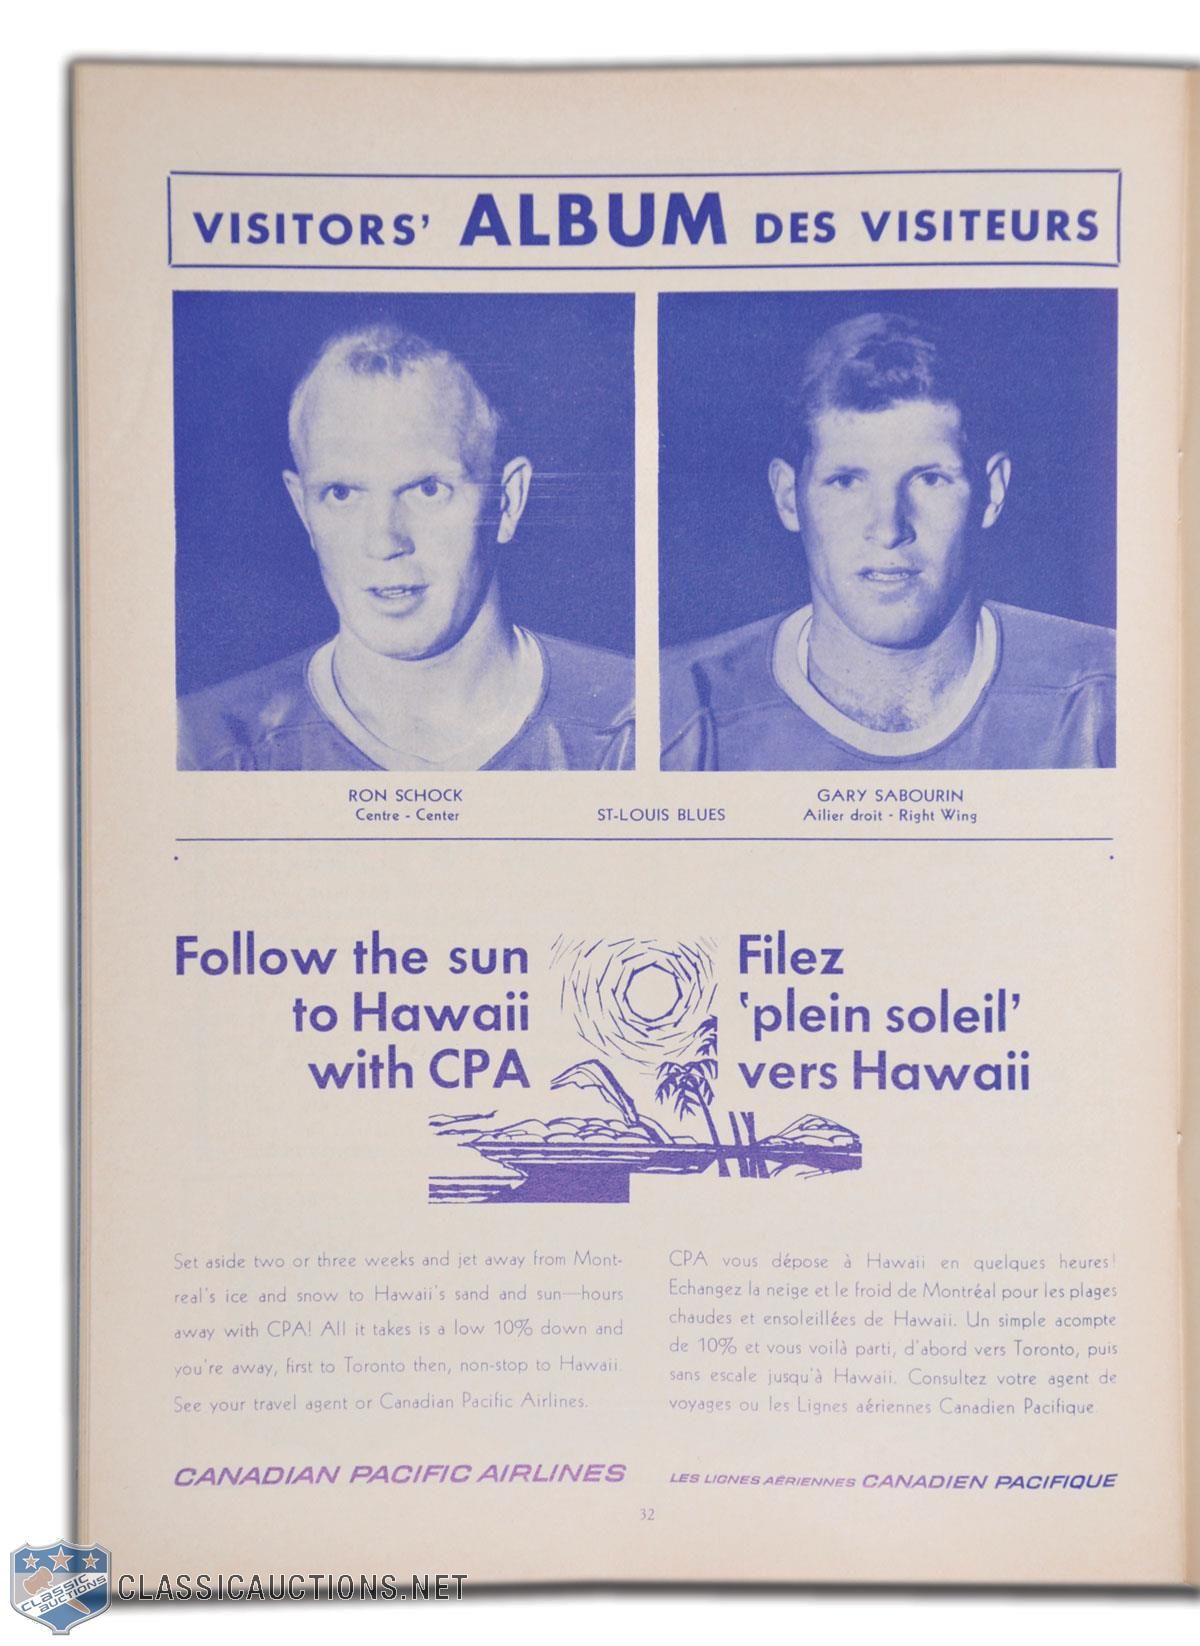 VISITORS' ALBUM DES VISITEURS
RON SCHOCK
Centre - Center
ST-LOUIS BLUES
GARY SABOURIN
Ailier droit - Right Wing
Follow the sun
to Hawaii
with CPA
Filez
'plein soleil'
vers Hawaii
Set aside two or three weeks and jet away from Mont-
real's ice and snow to Hawaii's sand and sun—hours
away with CPA! All it takes is a low 10% down and
you're away, first to Toronto then, non-stop to Hawaii.
See your travel agent or Canadian Pacific Airlines.
CPA vous dépose à Hawaii en quelques heures!
Echangez la neige et le froid de Montréal pour les plages
chaudes et ensoleillées de Hawaii. Un simple acompte
de 10% et vous voilà parti, d'abord vers Toronto, puis
sans escale jusqu'à Hawaii. Consultez votre agent de
voyages ou les Lignes aériennes Canadien Pacifique.
CANADIAN PACIFIC AIRLINES
LES LIGNES AÉRIENNES CANADIEN PACIFIQUE
32
CLASSIC
AUCTIONS
CLASSICAUCTIONS.NET